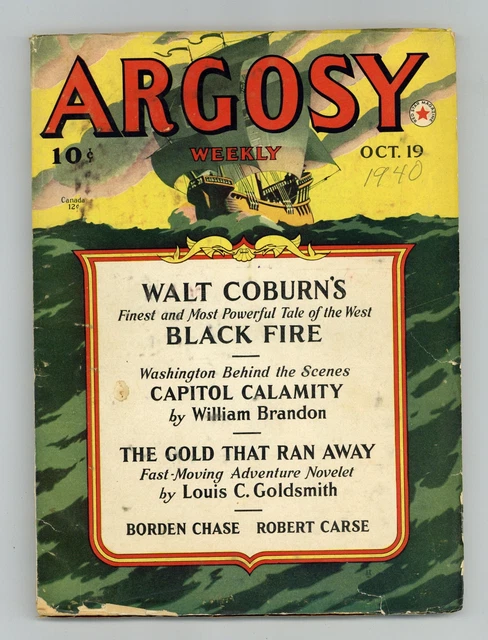 ARGOSY
10¢
WEEKLY
OCT. 19
1940
Canada
12¢
WALT COBURN'S
Finest and Most Powerful Tale of the West
BLACK FIRE
Washington Behind the Scenes
CAPITOL CALAMITY
by William Brandon
THE GOLD THAT RAN AWAY
Fast-Moving Adventure Novelet
by Louis C. Goldsmith
BORDEN CHASE ROBERT CARSE